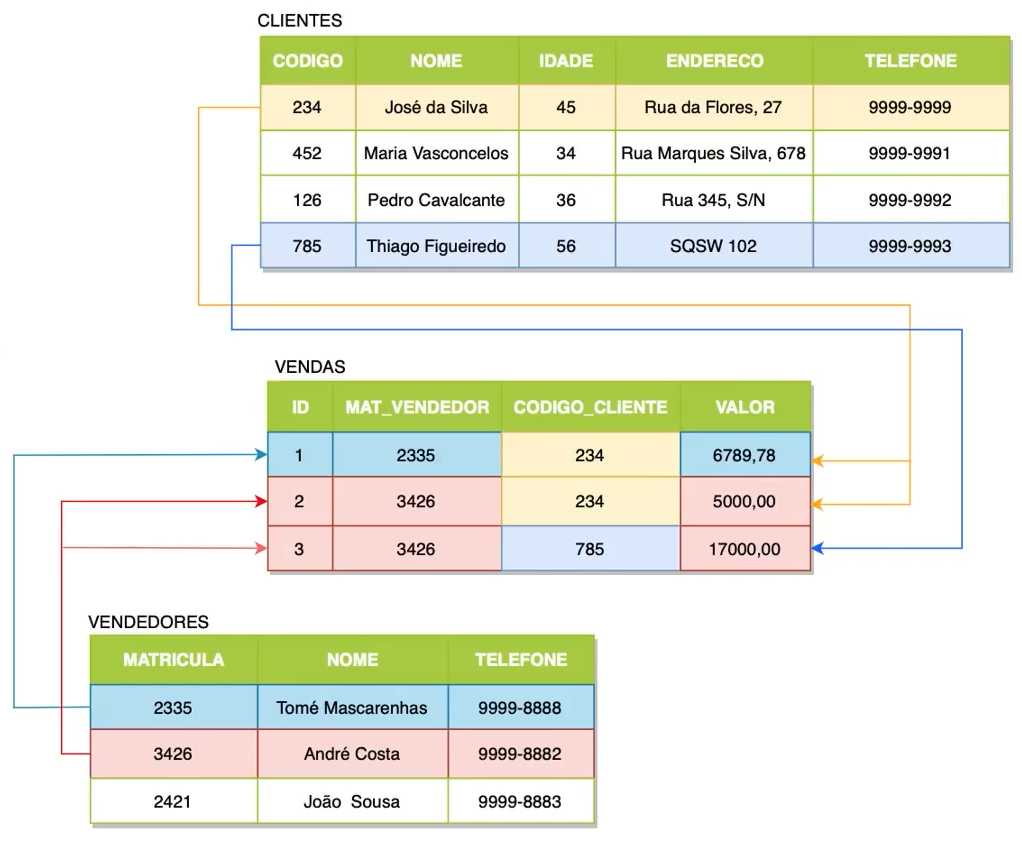 CLIENTES
CODIGO NOME IDADE ENDERECO TELEFONE
234 José da Silva 45 Rua da Flores, 27 9999-9999
452 Maria Vasconcelos 34 Rua Marques Silva, 678 9999-9991
126 Pedro Cavalcante 36 Rua 345, S/N 9999-9992
785 Thiago Figueiredo 56 SQSW 102 9999-9993
VENDAS
ID MAT_VENDEDOR CODIGO_CLIENTE VALOR
1 2335 234 6789,78
2 3426 234 5000,00
3 3426 785 17000,00
VENDEDORES
MATRICULA NOME TELEFONE
2335 Tomé Mascarenhas 9999-8888
3426 André Costa 9999-8882
2421 João Sousa 9999-8883